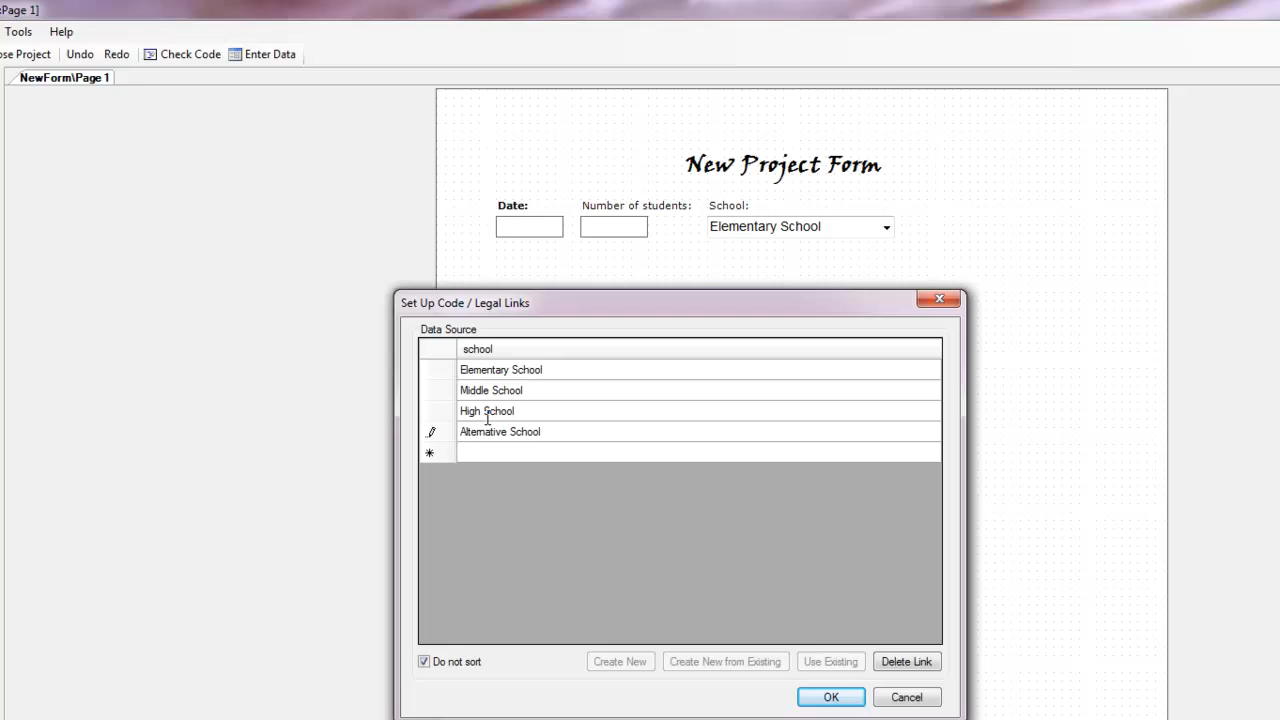 :Page 1]
Tools Help
ose Project Undo Redo Check Code Enter Data
NewForm\Page 1
New Project Form
Date: Number of students: School:
Elementary School
Set Up Code / Legal Links
Data Source
school
Elementary School
Middle School
High School
Alternative School
Do not sort Create New Create New from Existing Use Existing Delete Link
OK Cancel